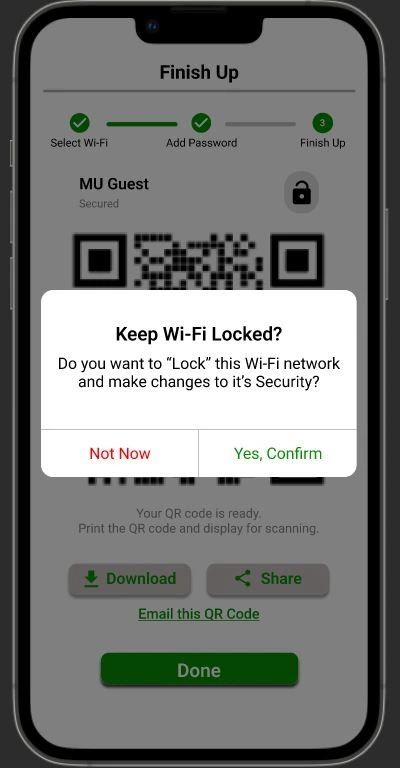 Finish Up
3
Select Wi-Fi Add Password Finish Up
MU Guest
Secured
Keep Wi-Fi Locked?
Do you want to “Lock” this Wi-Fi network
and make changes to it’s Security?
Not Now Yes, Confirm
Your QR code is ready.
Print the QR code and display for scanning.
Download Share
Email this QR Code
Done